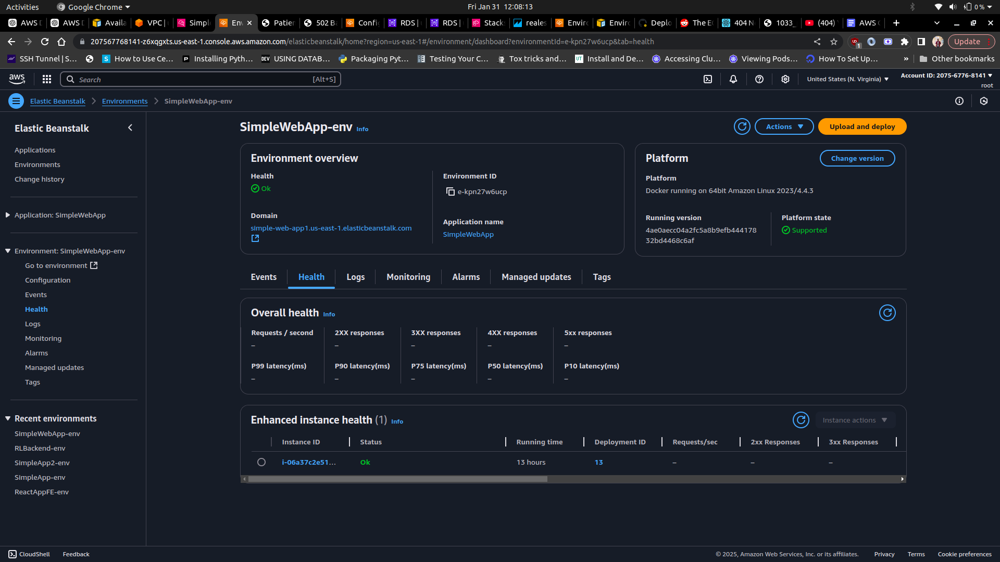 Activities
Google Chrome
Fri Jan 31 12:08:13
0 %
AWS D
AWS D
Availa
VPC |
Simple
Env
Patien
502 Ba
Config
RDS |
RDS |
Stacks
reales
Enviro
Enviro
Deplo
The EC
404 N
1033_
(404)
AWS C
207567768141-z6xqgxts.us-east-1.console.aws.amazon.com/elasticbeanstalk/home?region=us-east-1#/environment/dashboard?environmentId=e-kpn27w6ucp&tab=health
1
Update
SSH Tunnel | S...
How to Use Ce...
Installing Pyth...
DEV USING DATAB...
Packaging Pyt...
Testing Your C...
Tox tricks and...
UT Install and De...
Accessing Clu...
Viewing Pods...
How To Set Up...
»
Other bookmarks
aws
Search
[Alt+S]
United States (N. Virginia)
Account ID: 2075-6776-8141
root
Elastic Beanstalk
Environments
SimpleWebApp-env
Elastic Beanstalk
Applications
Environments
Change history
Application: SimpleWebApp
Environment: SimpleWebApp-env
Go to environment
Configuration
Events
Health
Logs
Monitoring
Alarms
Managed updates
Tags
Recent environments
SimpleWebApp-env
RLBackend-env
SimpleApp2-env
SimpleApp-env
ReactAppFE-env
SimpleWebApp-env Info
Actions
Upload and deploy
Environment overview
Health
Ok
Environment ID
e-kpn27w6ucp
Domain
simple-web-app1.us-east-1.elasticbeanstalk.com
Application name
SimpleWebApp
Platform
Change version
Platform
Docker running on 64bit Amazon Linux 2023/4.4.3
Running version
4ae0aecc04a2fc5a8b9efb444178
32bd4468c6af
Platform state
Supported
Events
Health
Logs
Monitoring
Alarms
Managed updates
Tags
Overall health Info
Requests / second
2XX responses
3XX responses
4XX responses
5xx responses
–
–
–
–
–
P99 latency(ms)
P90 latency(ms)
P75 latency(ms)
P50 latency(ms)
P10 latency(ms)
–
–
–
–
–
Enhanced instance health (1) Info
Instance actions
Instance ID
Status
Running time
Deployment ID
Requests/sec
2xx Responses
3xx Responses
i-06a37c2e51...
Ok
13 hours
13
–
–
–
CloudShell
Feedback
© 2025, Amazon Web Services, Inc. or its affiliates.
Privacy
Terms
Cookie preferences